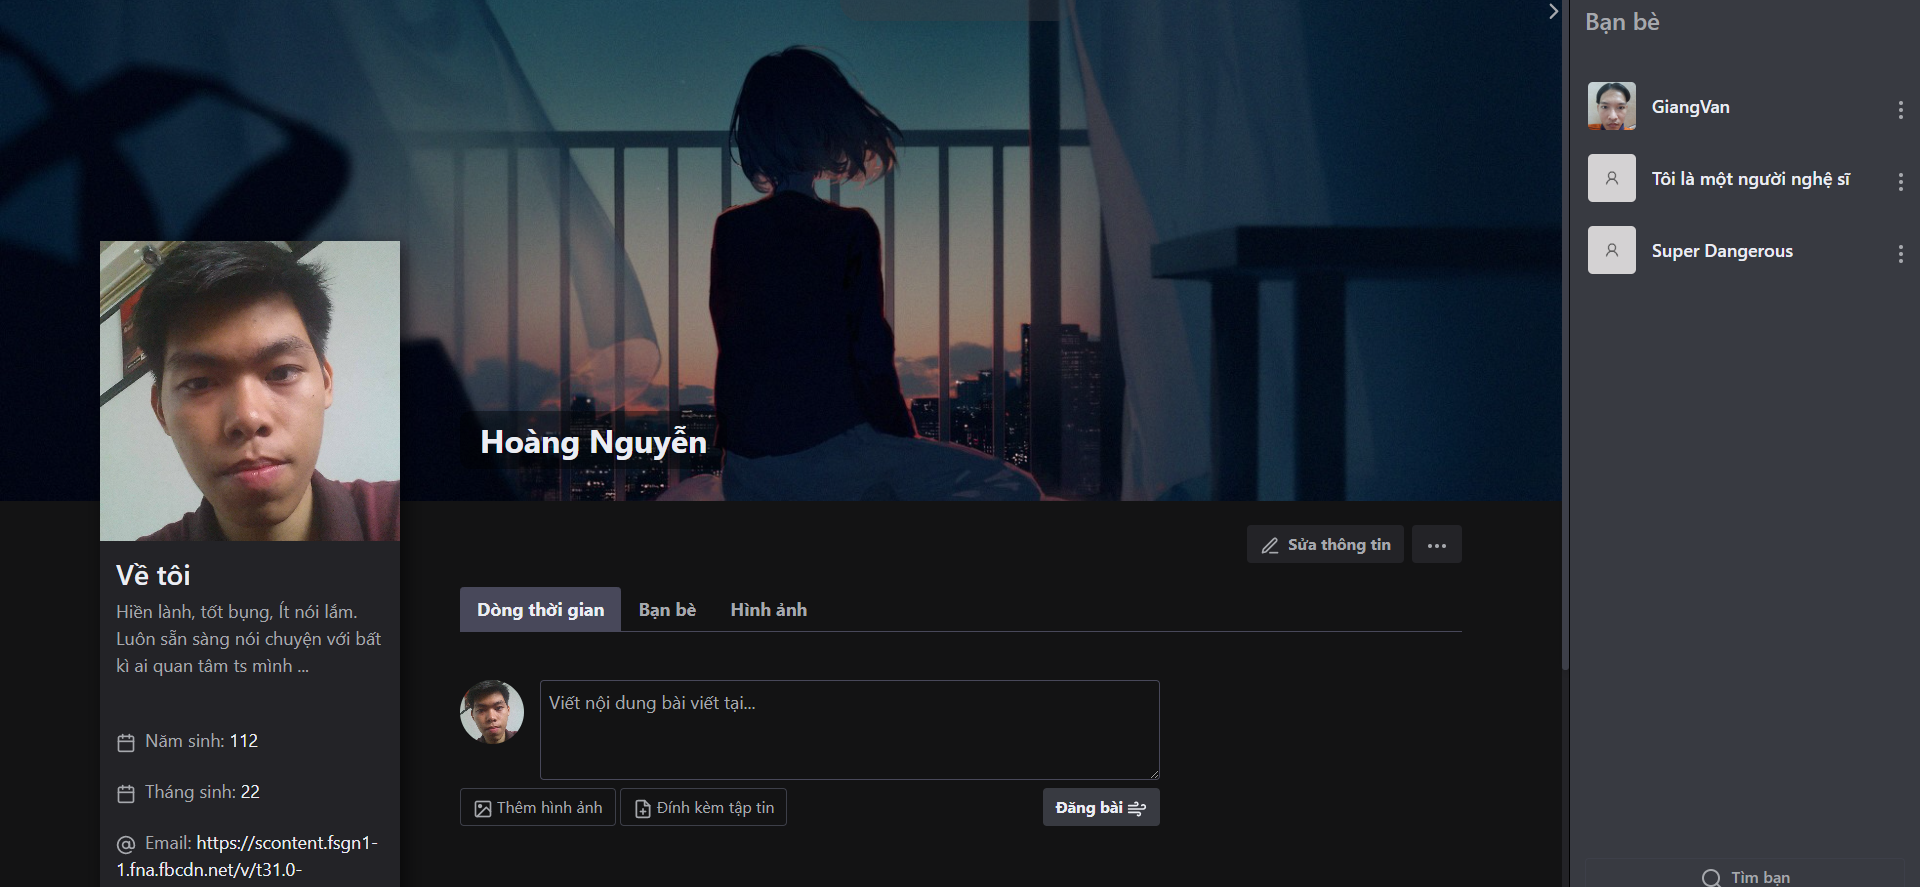 Bạn bè
GiangVan
Tôi là một người nghệ sĩ
Super Dangerous
Hoàng Nguyễn
Sửa thông tin
Về tôi
Hiền lành, tốt bụng, Ít nói lắm.
Luôn sẵn sàng nói chuyện với bất
kì ai quan tâm ts mình ...
Năm sinh: 112
Tháng sinh: 22
Email: https://scontent.fsgn1-
1.fna.fbcdn.net/v/t31.0-
Dòng thời gian
Bạn bè
Hình ảnh
Viết nội dung bài viết tại...
Thêm hình ảnh
Đính kèm tập tin
Đăng bài
Tìm bạn